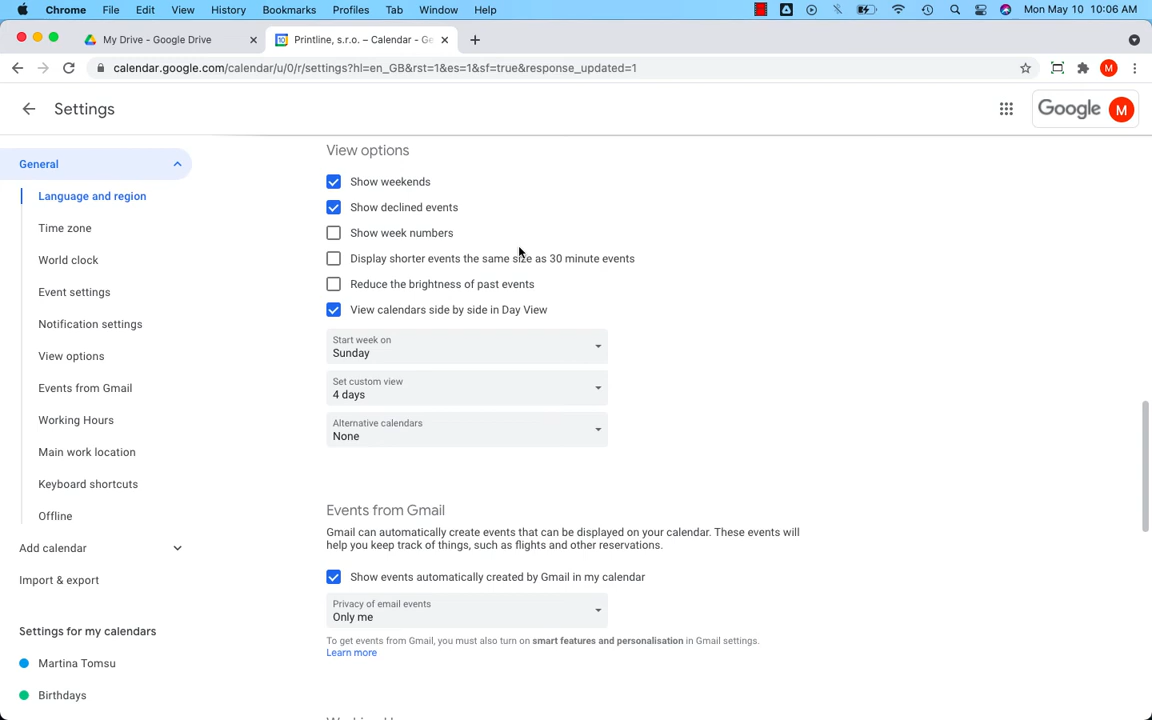 Chrome File Edit View History Bookmarks Profiles Tab Window Help Mon May 10 10:06 AM
My Drive - Google Drive
Printline, s.r.o. – Calendar - Ge
calendar.google.com/calendar/u/0/r/settings?hl=en_GB&rst=1&es=1&sf=true&response_updated=1
M
Settings
Google M
General
Language and region
Time zone
World clock
Event settings
Notification settings
View options
Events from Gmail
Working Hours
Main work location
Keyboard shortcuts
Offline
Add calendar
Import & export
Settings for my calendars
Martina Tomsu
Birthdays
View options
Show weekends
Show declined events
Show week numbers
Display shorter events the same size as 30 minute events
Reduce the brightness of past events
View calendars side by side in Day View
Start week on
Sunday
Set custom view
4 days
Alternative calendars
None
Events from Gmail
Gmail can automatically create events that can be displayed on your calendar. These events will
help you keep track of things, such as flights and other reservations.
Show events automatically created by Gmail in my calendar
Privacy of email events
Only me
To get events from Gmail, you must also turn on smart features and personalisation in Gmail settings.
Learn more